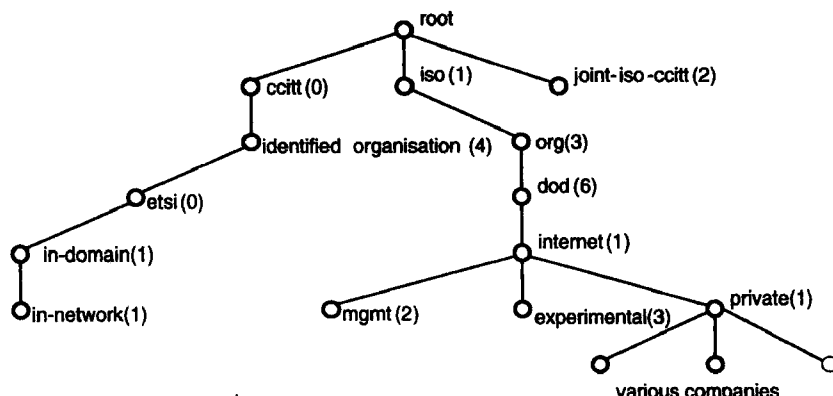 root
ccitt (0)
iso (1)
joint-iso-ccitt (2)
identified organisation (4)
org(3)
etsi (0)
dod (6)
in-domain(1)
internet (1)
in-network(1)
mgmt (2)
experimental(3)
private(1)
various companies